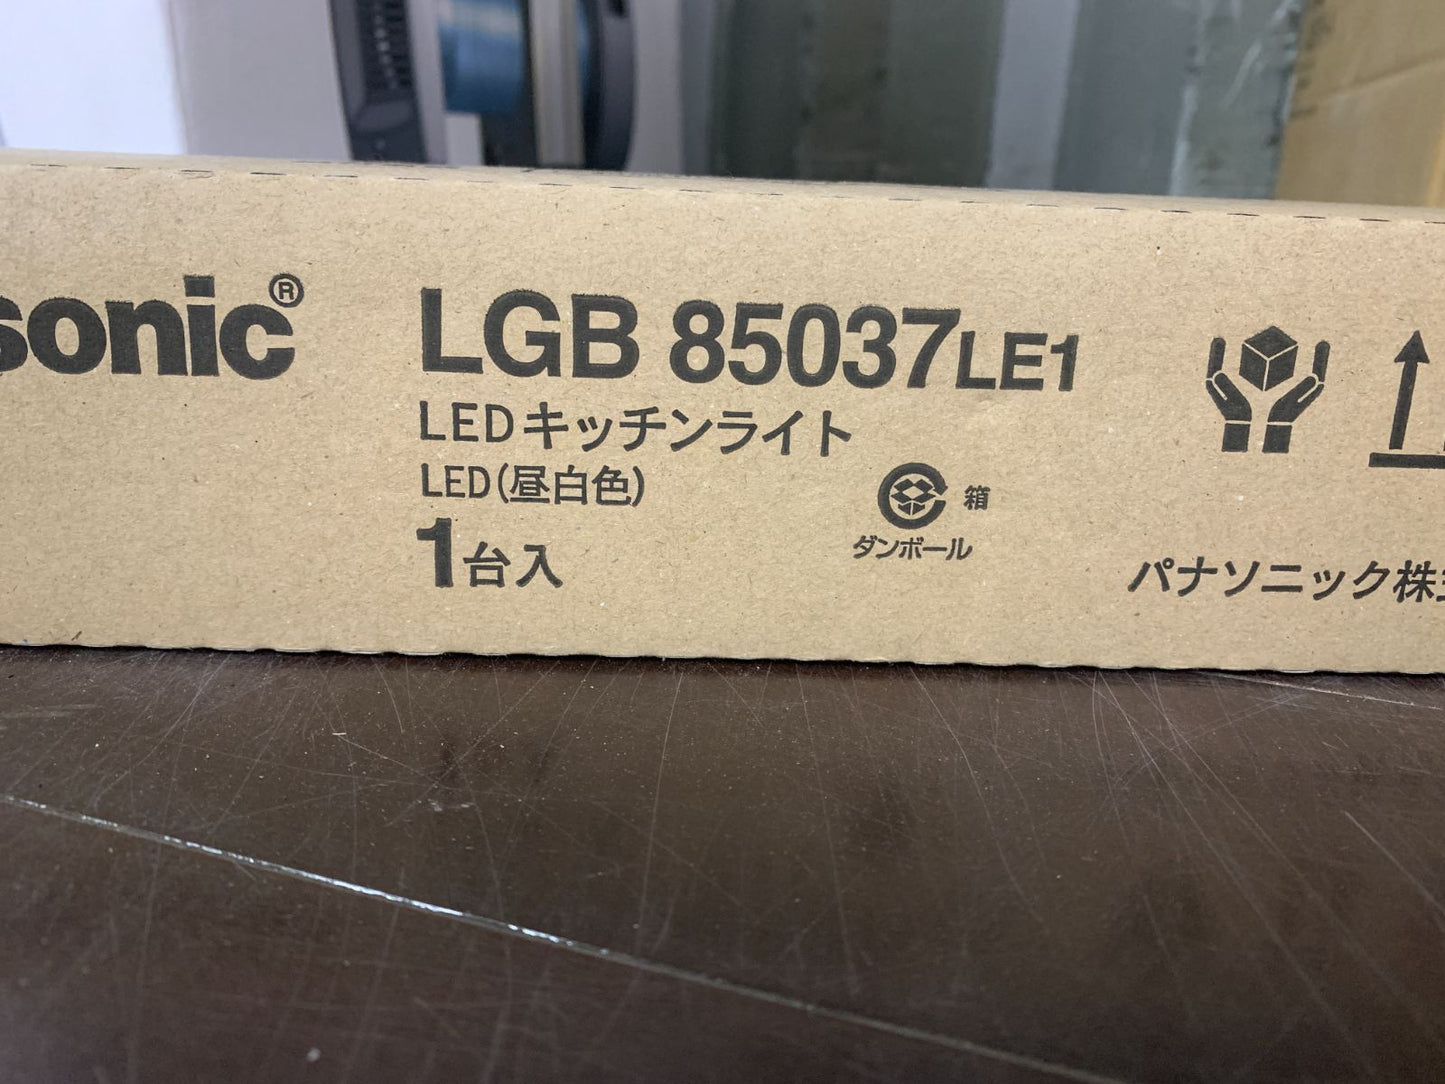 sonic®
LGB 85037LE1
LEDキッチンライト
LED(昼白色)
1台入
箱
ダンボール
パナソニック株